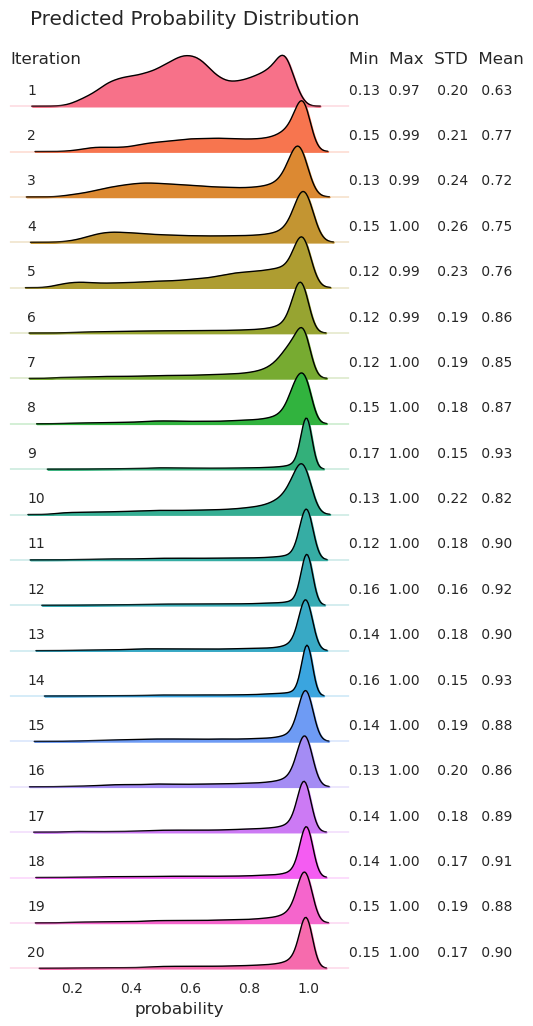 Predicted Probability Distribution
Iteration Min Max STD Mean
1 0.13 0.97 0.20 0.63
2 0.15 0.99 0.21 0.77
3 0.13 0.99 0.24 0.72
4 0.15 1.00 0.26 0.75
5 0.12 0.99 0.23 0.76
6 0.12 0.99 0.19 0.86
7 0.12 1.00 0.19 0.85
8 0.15 1.00 0.18 0.87
9 0.17 1.00 0.15 0.93
10 0.13 1.00 0.22 0.82
11 0.12 1.00 0.18 0.90
12 0.16 1.00 0.16 0.92
13 0.14 1.00 0.18 0.90
14 0.16 1.00 0.15 0.93
15 0.14 1.00 0.19 0.88
16 0.13 1.00 0.20 0.86
17 0.14 1.00 0.18 0.89
18 0.14 1.00 0.17 0.91
19 0.15 1.00 0.19 0.88
20 0.15 1.00 0.17 0.90
0.2 0.4 0.6 0.8 1.0
probability